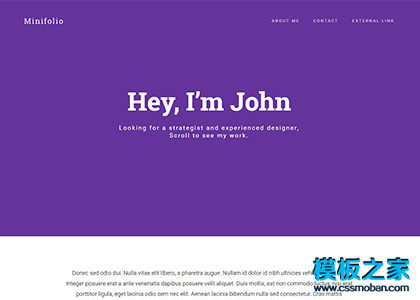 Minifolio
ABOUT ME
CONTACT
EXTERNAL LINK
Hey, I'm John
Looking for a strategist and experienced designer,
Scroll to see my work.
Donec sed odio dui. Nulla vitae elit libero, a pharetra augue. Nullam id dolor id nibh ultricies
Integer posuere erat a ante venenatis dapibus posuere velit aliquet. Duis mollis, est non commodo luctus, nisi erat
porttitor ligula, eget lacinia odio sem nec elit. Aenean eu lacinia bibendum nulla sed consectetur. Cras mattis
模板之家
www.cssmoban.com